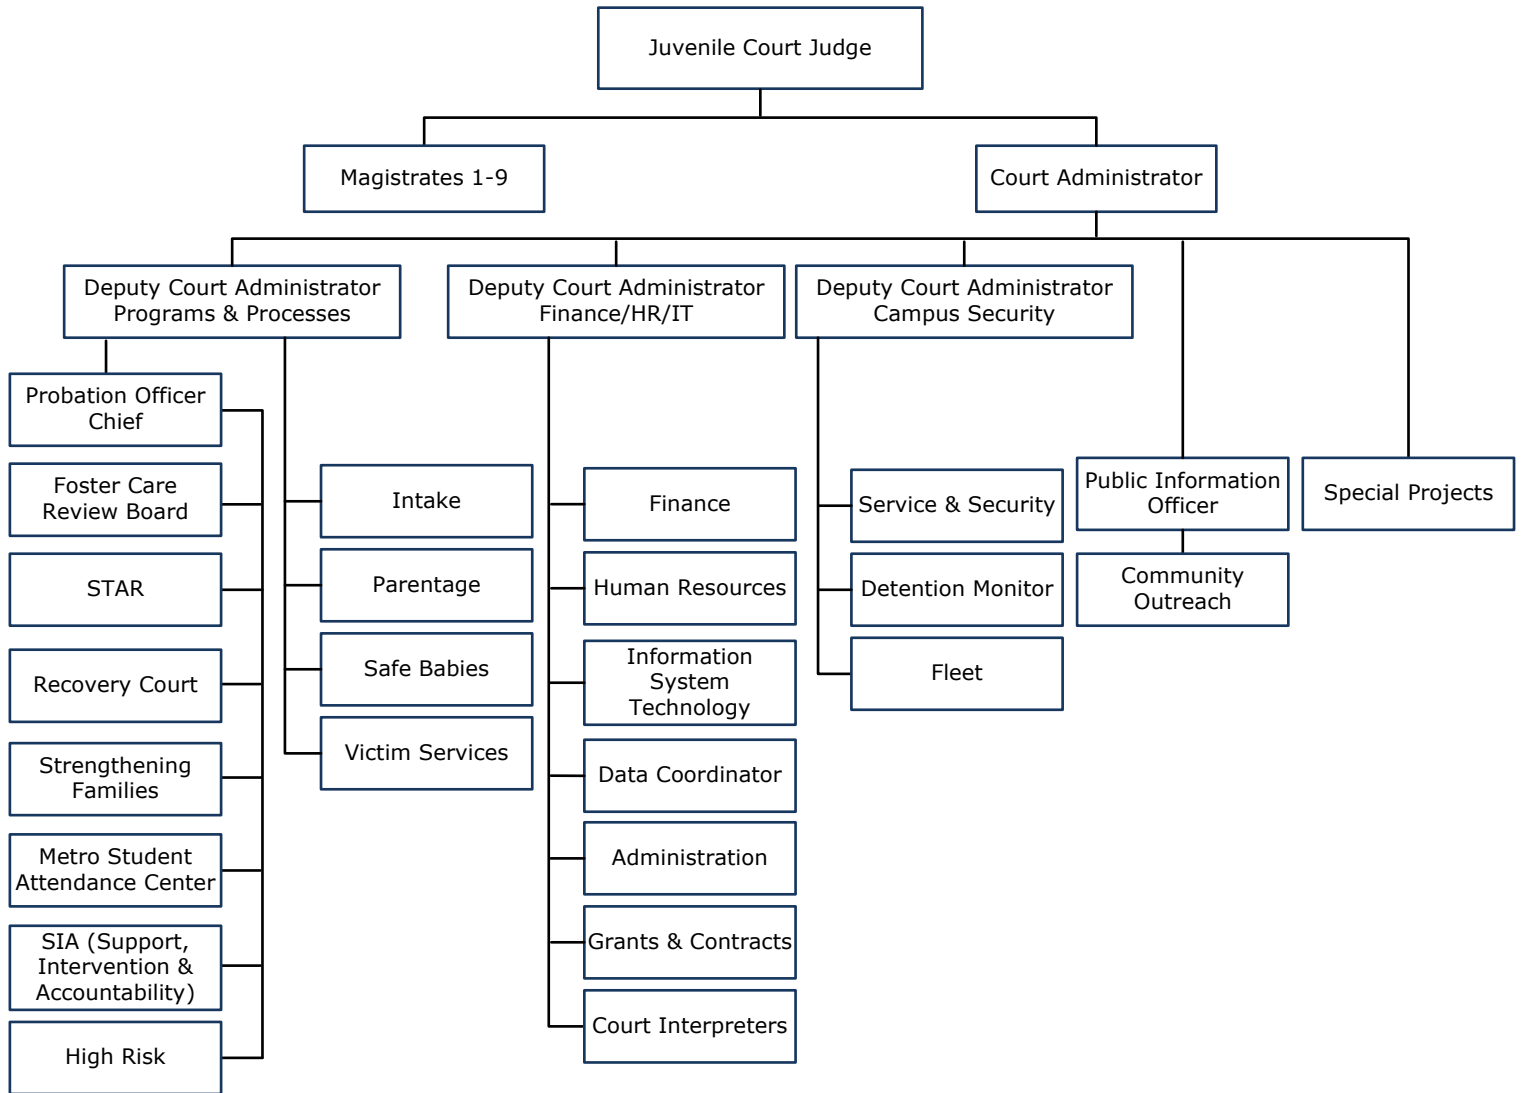 Juvenile Court Judge
Magistrates 1-9
Court Administrator
Deputy Court Administrator
Programs & Processes
Deputy Court Administrator
Finance/HR/IT
Deputy Court Administrator
Campus Security
Probation Officer
Chief
Foster Care
Review Board
STAR
Recovery Court
Strengthening
Families
Metro Student
Attendance Center
SIA (Support,
Intervention &
Accountability)
High Risk
Intake
Parentage
Safe Babies
Victim Services
Finance
Human Resources
Information
System
Technology
Data Coordinator
Administration
Grants & Contracts
Court Interpreters
Service & Security
Detention Monitor
Fleet
Public Information
Officer
Community
Outreach
Special Projects